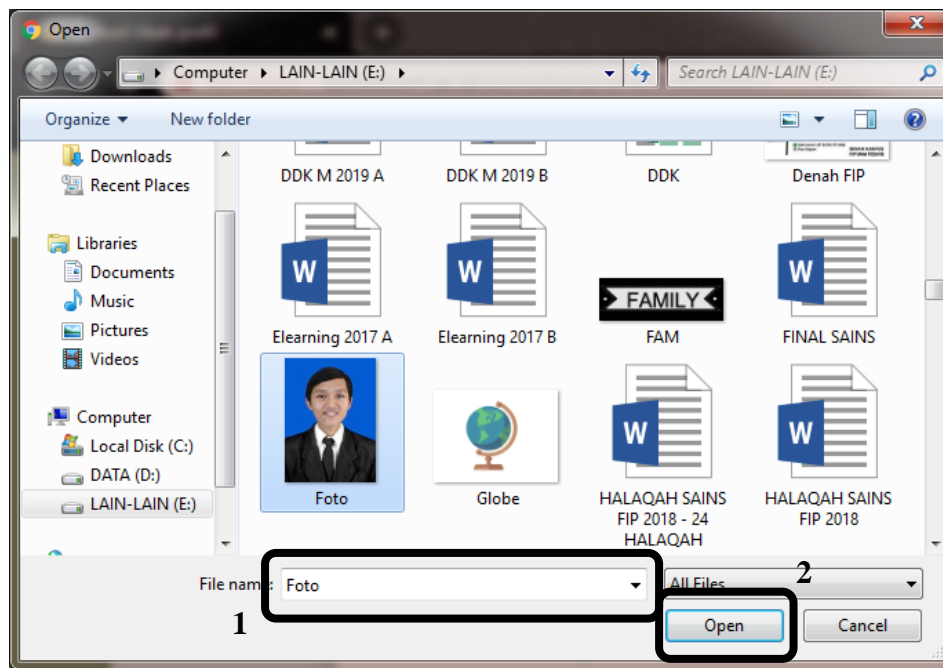 Open
Computer LAIN-LAIN (E:)
Search LAIN-LAIN (E:)
Organize
New folder
Downloads
Recent Places
Libraries
Documents
Music
Pictures
Videos
Computer
Local Disk (C:)
DATA (D:)
LAIN-LAIN (E:)
DDK M 2019 A
DDK M 2019 B
DDK
Denah FIP
W
W
FAMILY
W
Elearning 2017 A
Elearning 2017 B
FAM
FINAL SAINS
W
W
Foto
Globe
HALAQAH SAINS
FIP 2018 - 24
HALAQAH
HALAQAH SAINS
FIP 2018
File name: Foto
All Files
1
2
Open
Cancel